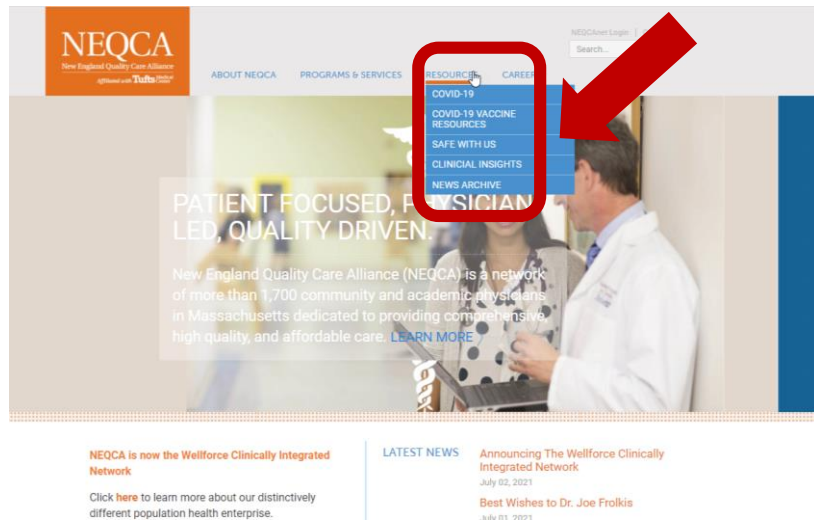 NEQCA
New England Quality Care Alliance
Affiliated with Tufts Medical Center
NEQCAnet Login |
Search...
ABOUT NEQCA PROGRAMS & SERVICES RESOURCES CAREER
COVID-19
COVID-19 VACCINE
RESOURCES
SAFE WITH US
CLINICIAL INSIGHTS
NEWS ARCHIVE
PATIENT FOCUSED, PHYSICIAN
LED, QUALITY DRIVEN.
New England Quality Care Alliance (NEQCA) is a network
of more than 1,700 community and academic physicians
in Massachusetts dedicated to providing comprehensive,
high quality, and affordable care. LEARN MORE
NEQCA is now the Wellforce Clinically Integrated
Network
Click here to learn more about our distinctively
different population health enterprise.
LATEST NEWS
Announcing The Wellforce Clinically
Integrated Network
July 02, 2021
Best Wishes to Dr. Joe Frolkis
July 01, 2021